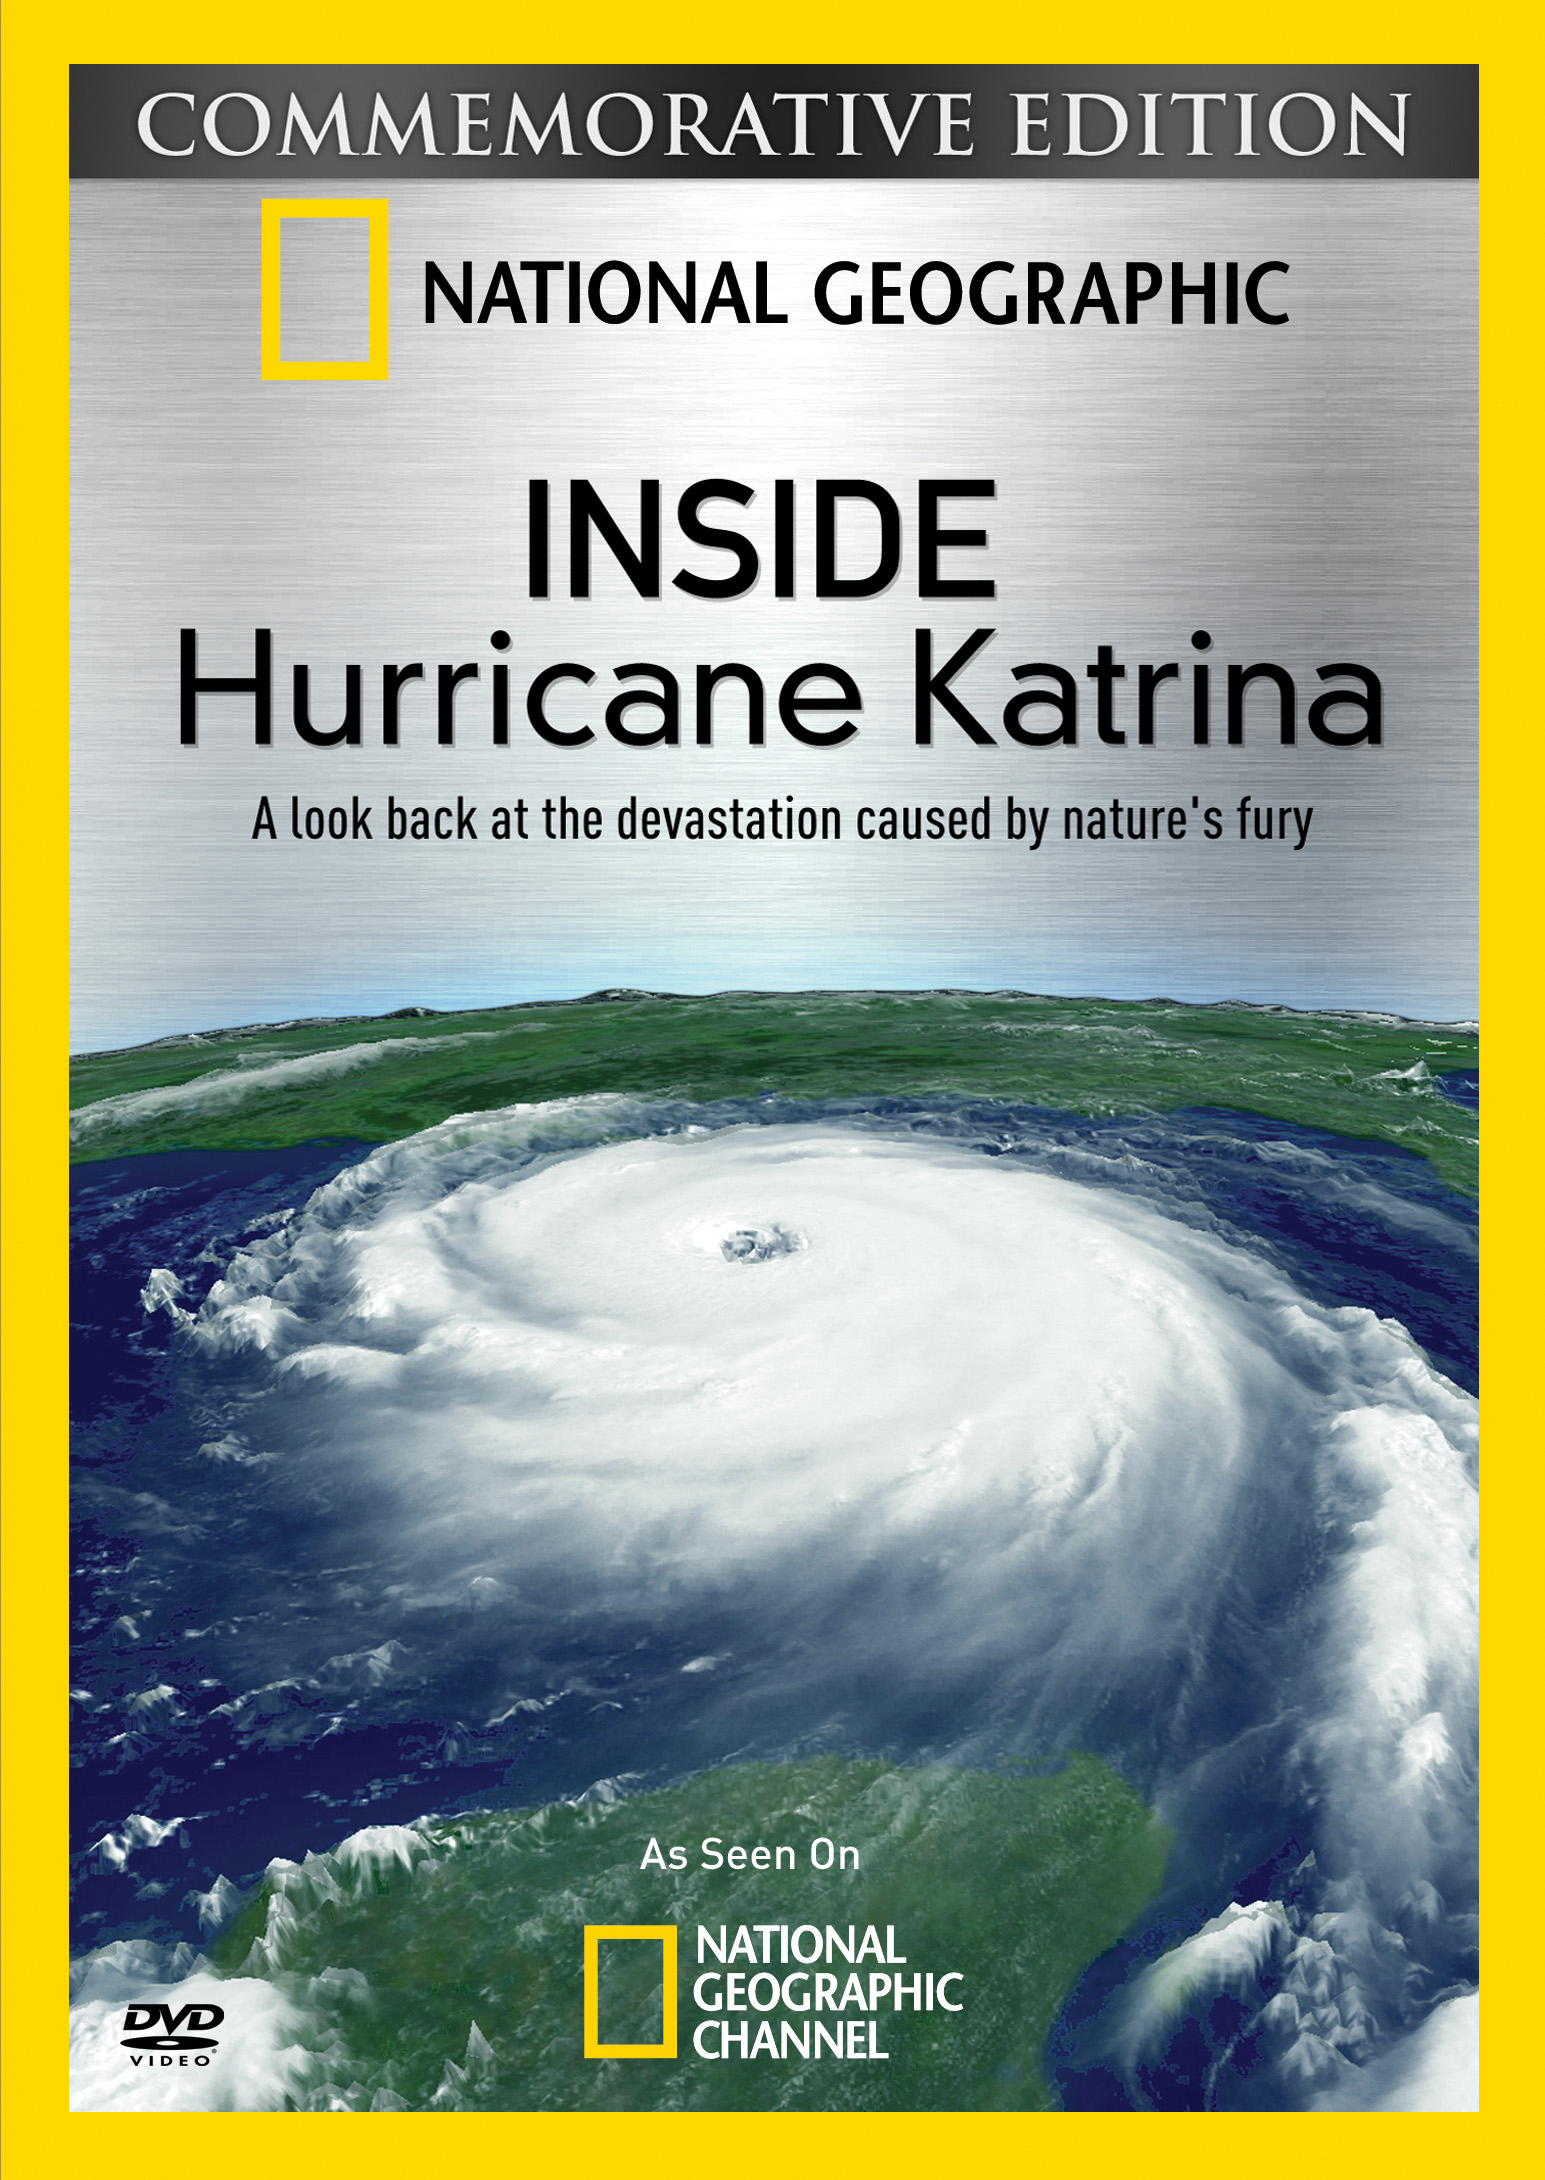 COMMEMORATIVE EDITION
NATIONAL GEOGRAPHIC
INSIDE
Hurricane Katrina
A look back at the devastation caused by nature's fury
As Seen On
NATIONAL
GEOGRAPHIC
CHANNEL
DVD
VIDEO